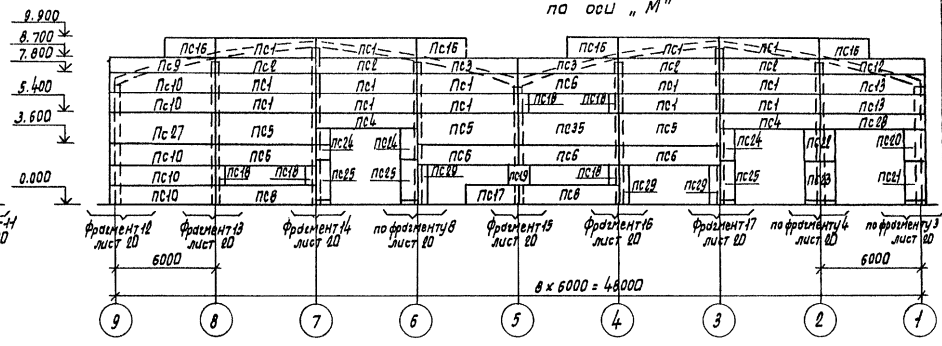 по оси „М"
9.900
8.700
7.800
5.400
3.600
0.000
ПС16 ПС1 ПС1 ПС16 ПС16 ПС1 ПС1 ПС16
ПС9 ПС2 ПС2 ПС3 ПС3 ПС2 ПС2 ПС12
ПС10 ПС1 ПС1 ПС1 ПС6 ПС1 ПС1 ПС13
ПС10 ПС1 ПС1 ПС1 ПС18 ПС18 ПС1 ПС1 ПС13
ПС4 ПС4 ПС28
ПС27 ПС5 ПС5 ПС35 ПС5
ПС24 ПС24 ПС24 ПС22 ПС20
ПС10 ПС6 ПС6 ПС6 ПС6
ПС10 ПС18 ПС18 ПС25 ПС25 ПС29 ПС19 ПС18 ПС29 ПС29 ПС25 ПС23 ПС21
ПС10 ПС8 ПС17 ПС8
Фрагмент 12 Фрагмент 13 Фрагмент 14 по фрагменту 8 Фрагмент 15 Фрагмент 16 Фрагмент 17 по фрагменту 4 по фрагменту 3
лист 20 лист 20 лист 20 лист 20 лист 20 лист 20 лист 20 лист 20 лист 20
6000 6000
8 x 6000 = 48000
9 8 7 6 5 4 3 2 1